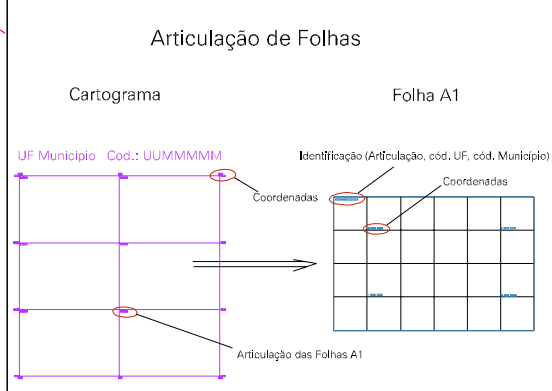 Articulação de Folhas
Cartograma
Folha A1
UF Municipio Cod.: UUMMMMM
Identificação (Articulação, cód. UF, cód. Município)
Coordenadas
Coordenadas
Articulação das Folhas A1